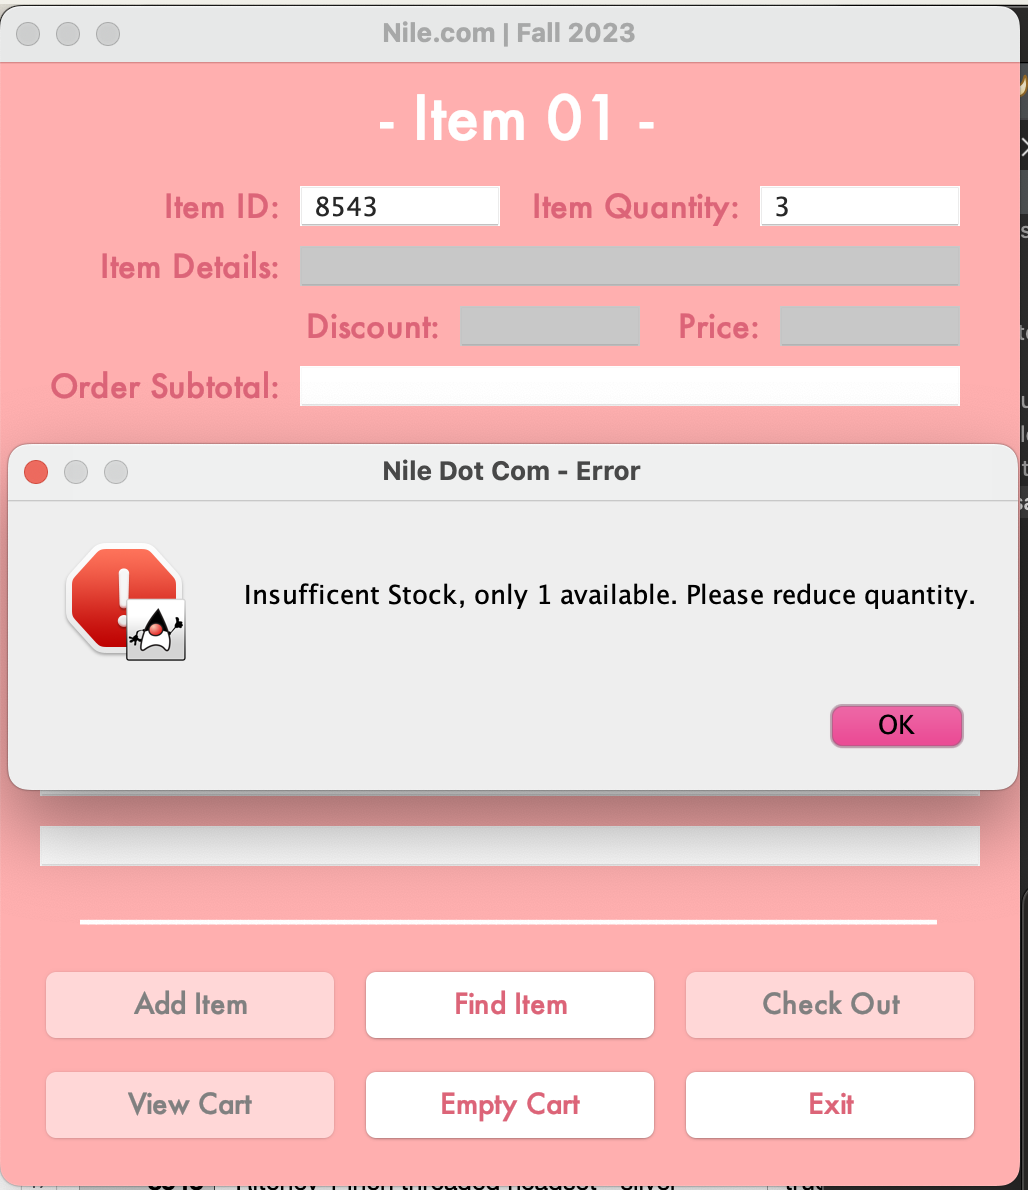 Nile.com | Fall 2023
- Item 01 -
Item ID: 8543 Item Quantity: 3
Item Details:
Discount: Price:
Order Subtotal:
Nile Dot Com - Error
Insufficent Stock, only 1 available. Please reduce quantity.
OK
Add Item Find Item Check Out
View Cart Empty Cart Exit